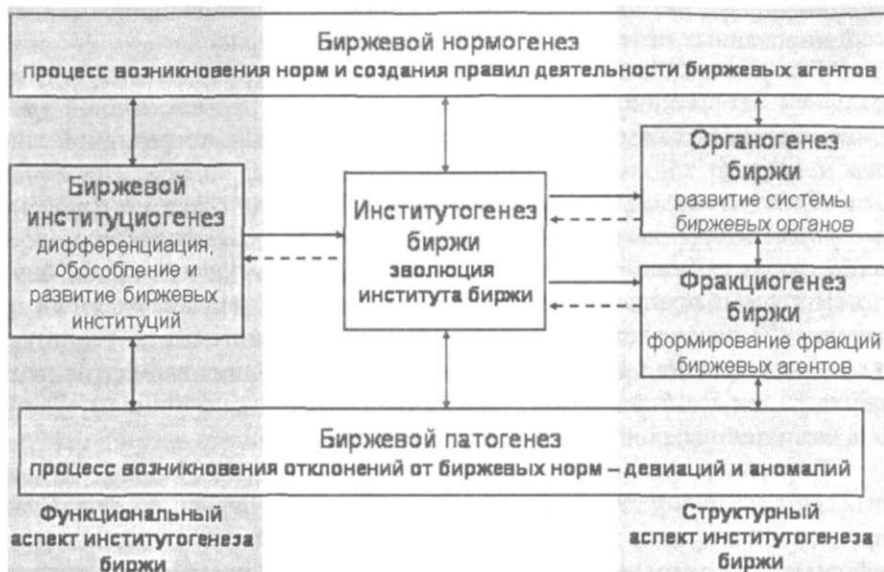 Биржевой нормогенез
процесс возникновения норм и создания правил деятельности биржевых агентов
Биржевой
институциогенез
дифференциация,
обособление и
развитие биржевых
институций
Институтогенез
биржи
эволюция
института биржи
Органогенез
биржи
развитие системы
биржевых органов
Фракциогенез
биржи
формирование фракций
биржевых агентов
Биржевой патогенез
процесс возникновения отклонений от биржевых норм – девиаций и аномалий
Функциональный
аспект институтогенеза
биржи
Структурный
аспект институтогенеза
биржи